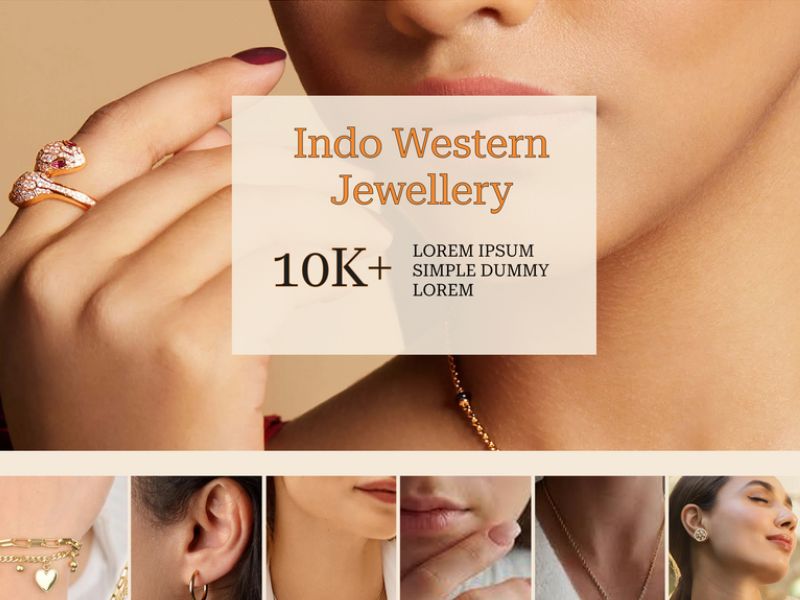 Indo Western
Jewellery
10K+
LOREM IPSUM
SIMPLE DUMMY
LOREM